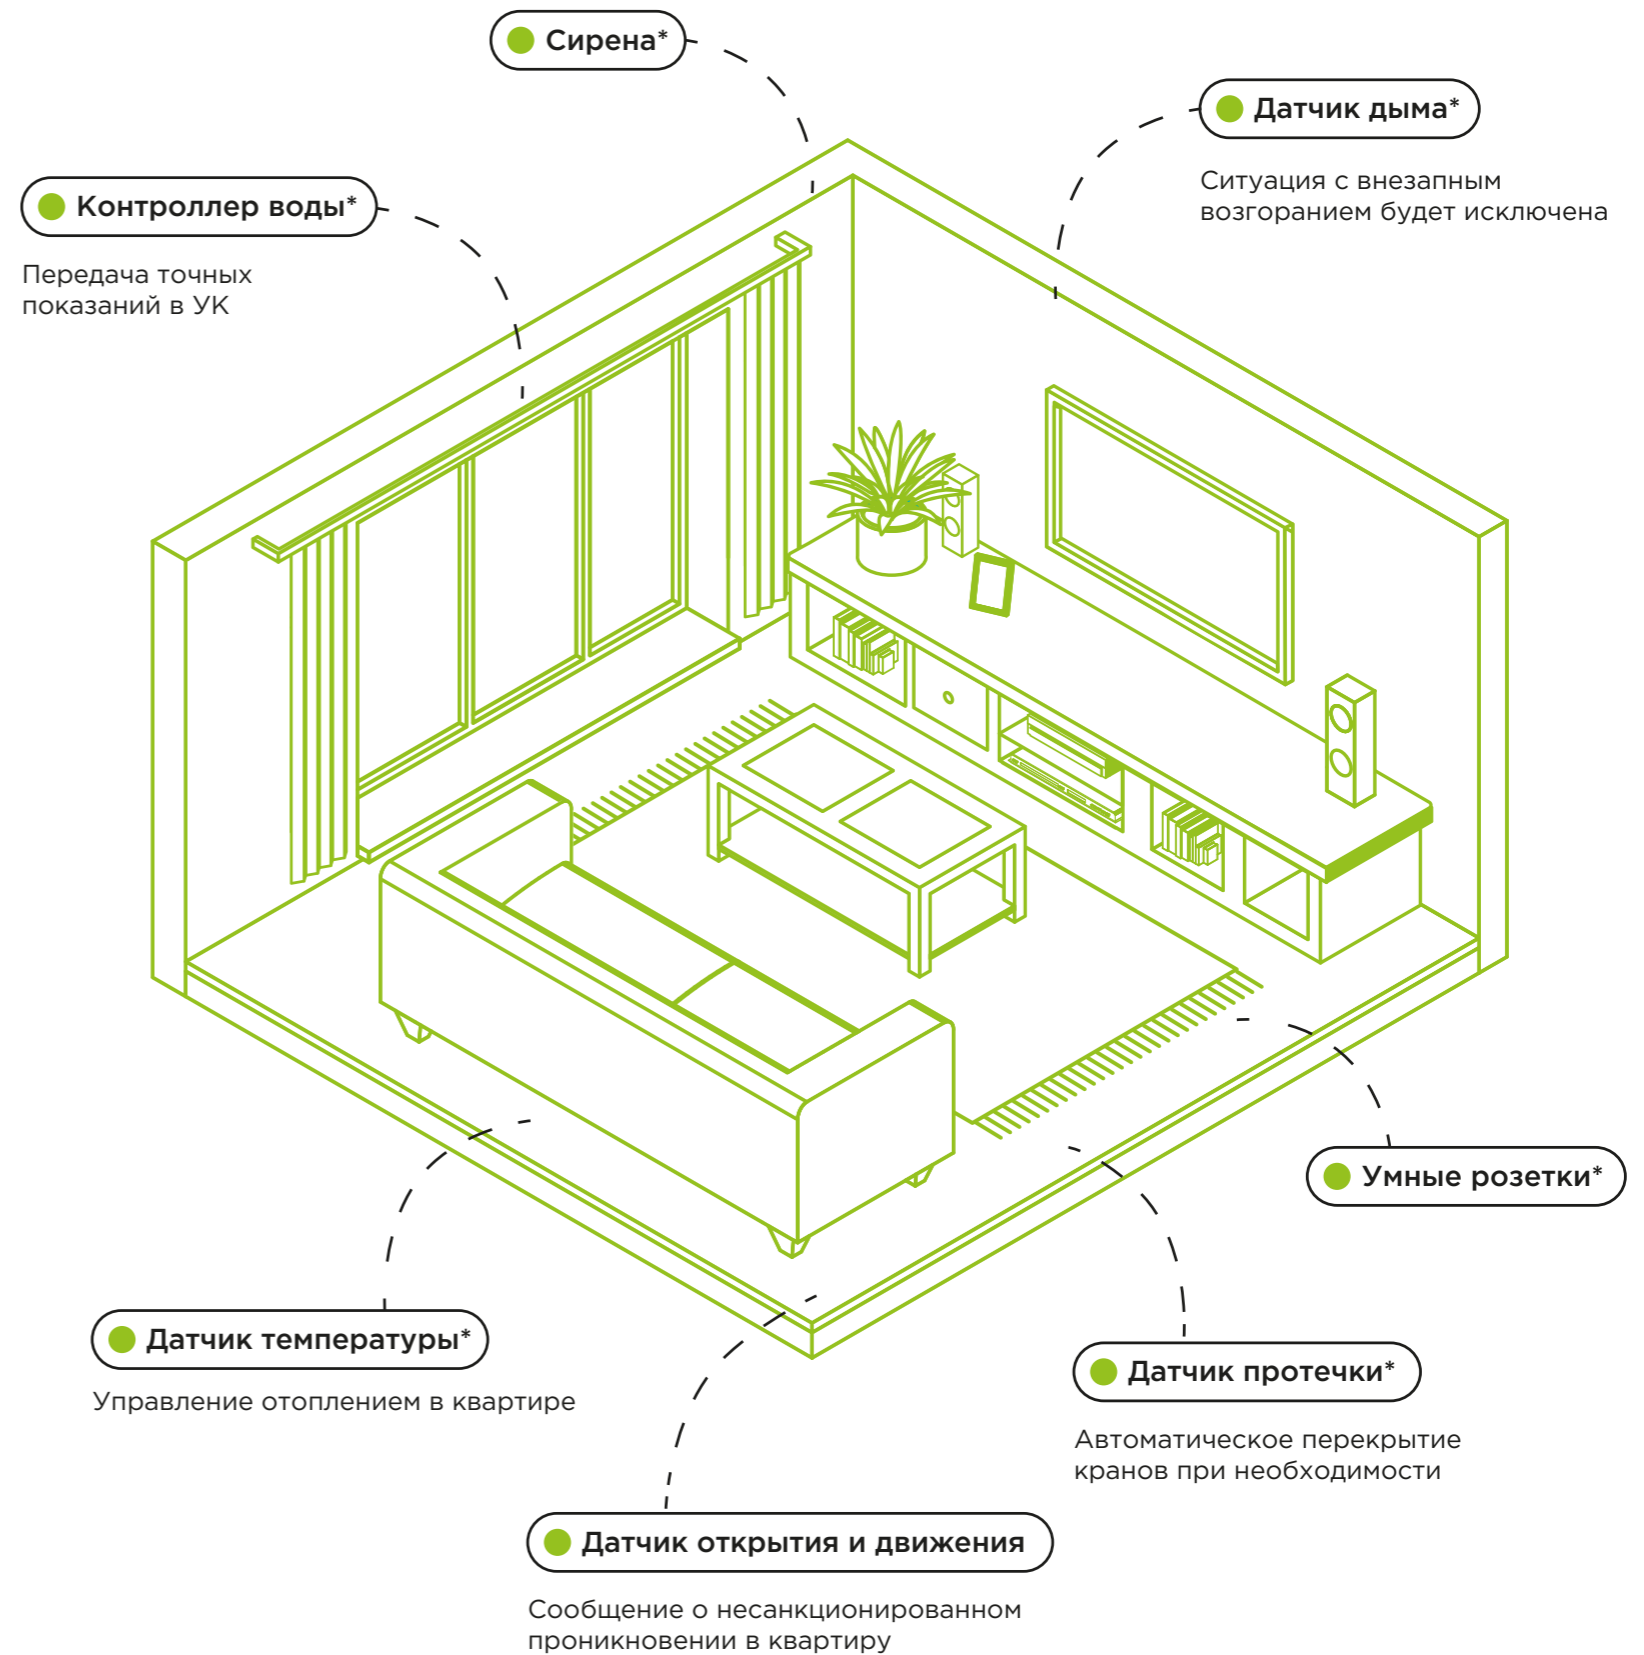 Сирена*
Датчик дыма*
Ситуация с внезапным
возгоранием будет исключена
Контроллер воды*
Передача точных
показаний в УК
Умные розетки*
Датчик температуры*
Управление отоплением в квартире
Датчик протечки*
Автоматическое перекрытие
кранов при необходимости
Датчик открытия и движения
Сообщение о несанкционированном
проникновении в квартиру